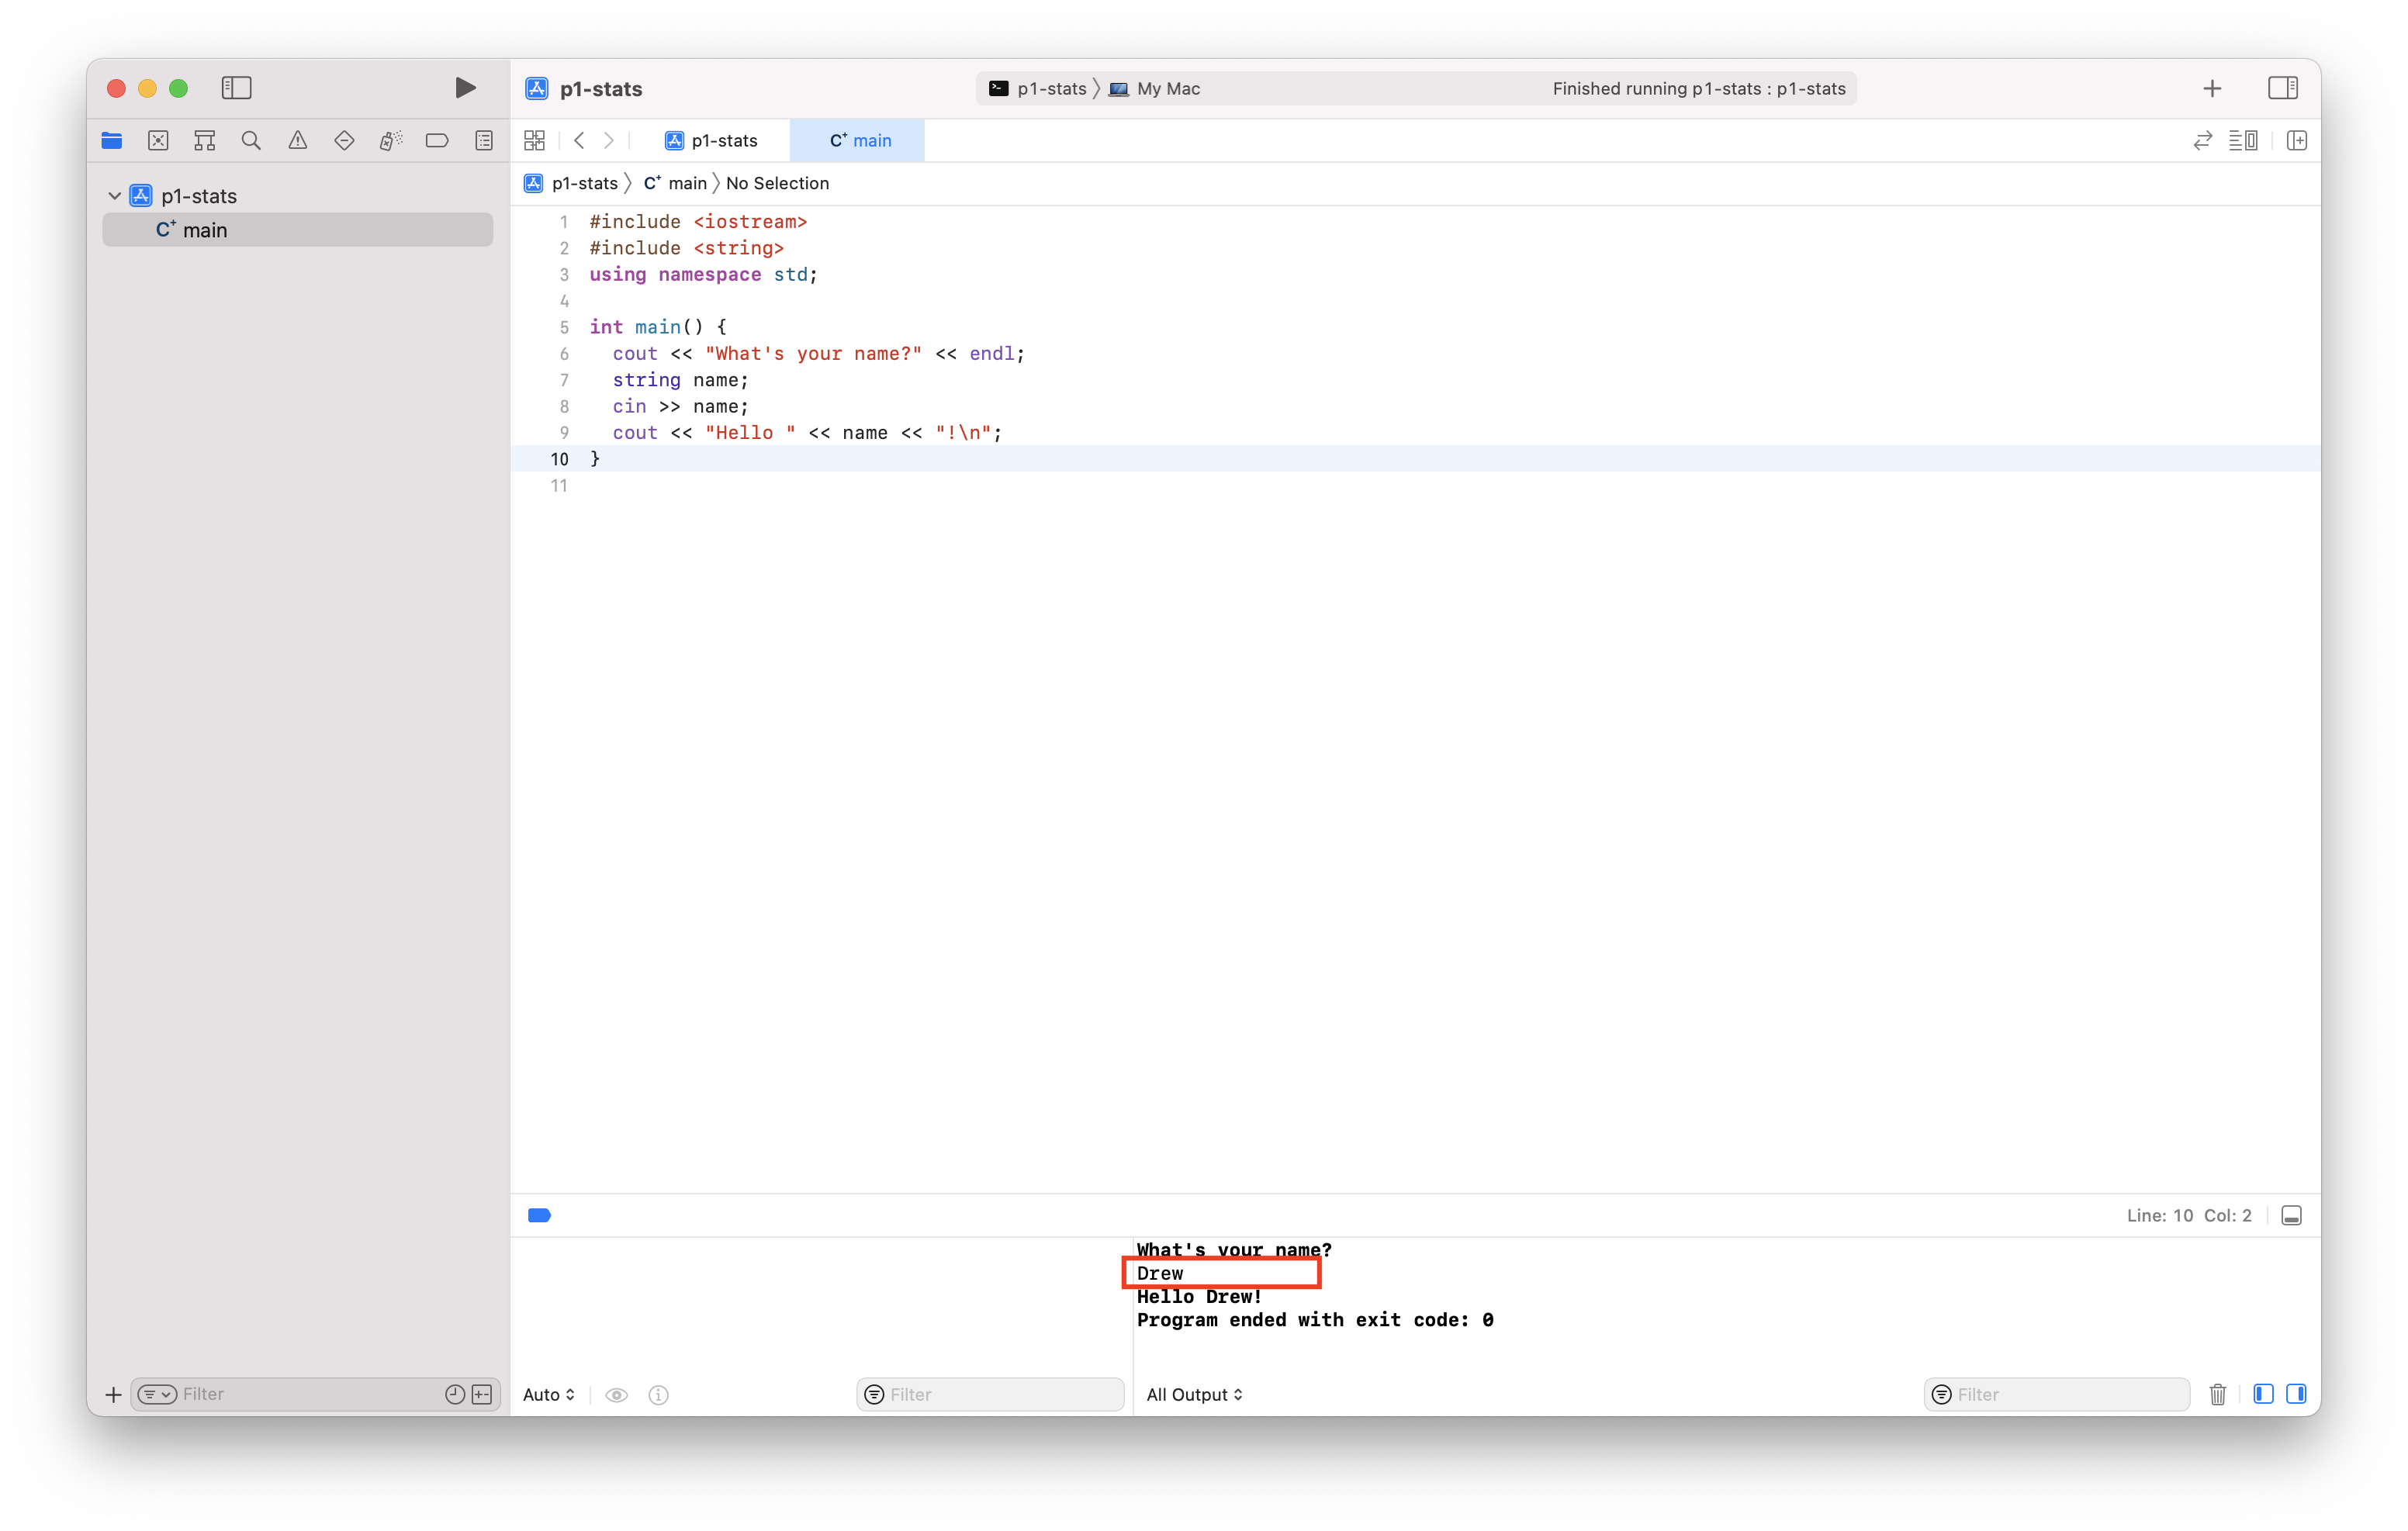 p1-stats
p1-stats
My Mac
Finished running p1-stats : p1-stats
p1-stats
main
p1-stats
main
No Selection
p1-stats
main
1 #include <iostream>
2 #include <string>
3 using namespace std;
4
5 int main() {
6 cout << "What's your name?" << endl;
7 string name;
8 cin >> name;
9 cout << "Hello " << name << "!\n";
10 }
11
Line: 10 Col: 2
What's your name?
Drew
Hello Drew!
Program ended with exit code: 0
Filter
Auto
Filter
All Output
Filter